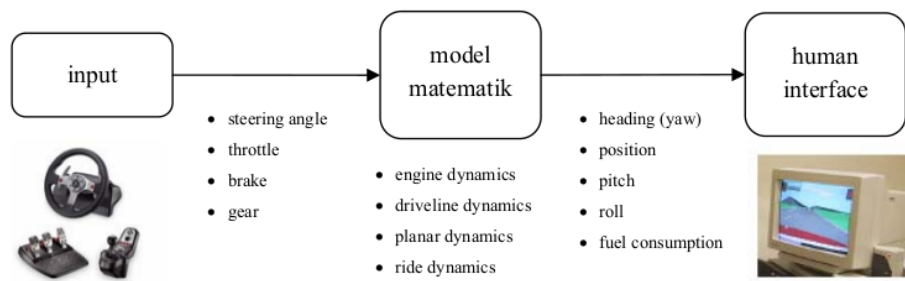 input
model
matematik
human
interface
• steering angle
• throttle
• brake
• gear
• engine dynamics
• driveline dynamics
• planar dynamics
• ride dynamics
• heading (yaw)
• position
• pitch
• roll
• fuel consumption